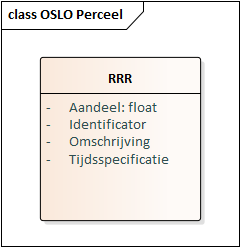 class OSLO Perceel
RRR
- Aandeel: float
- Identificator
- Omschrijving
- Tijdsspecificatie